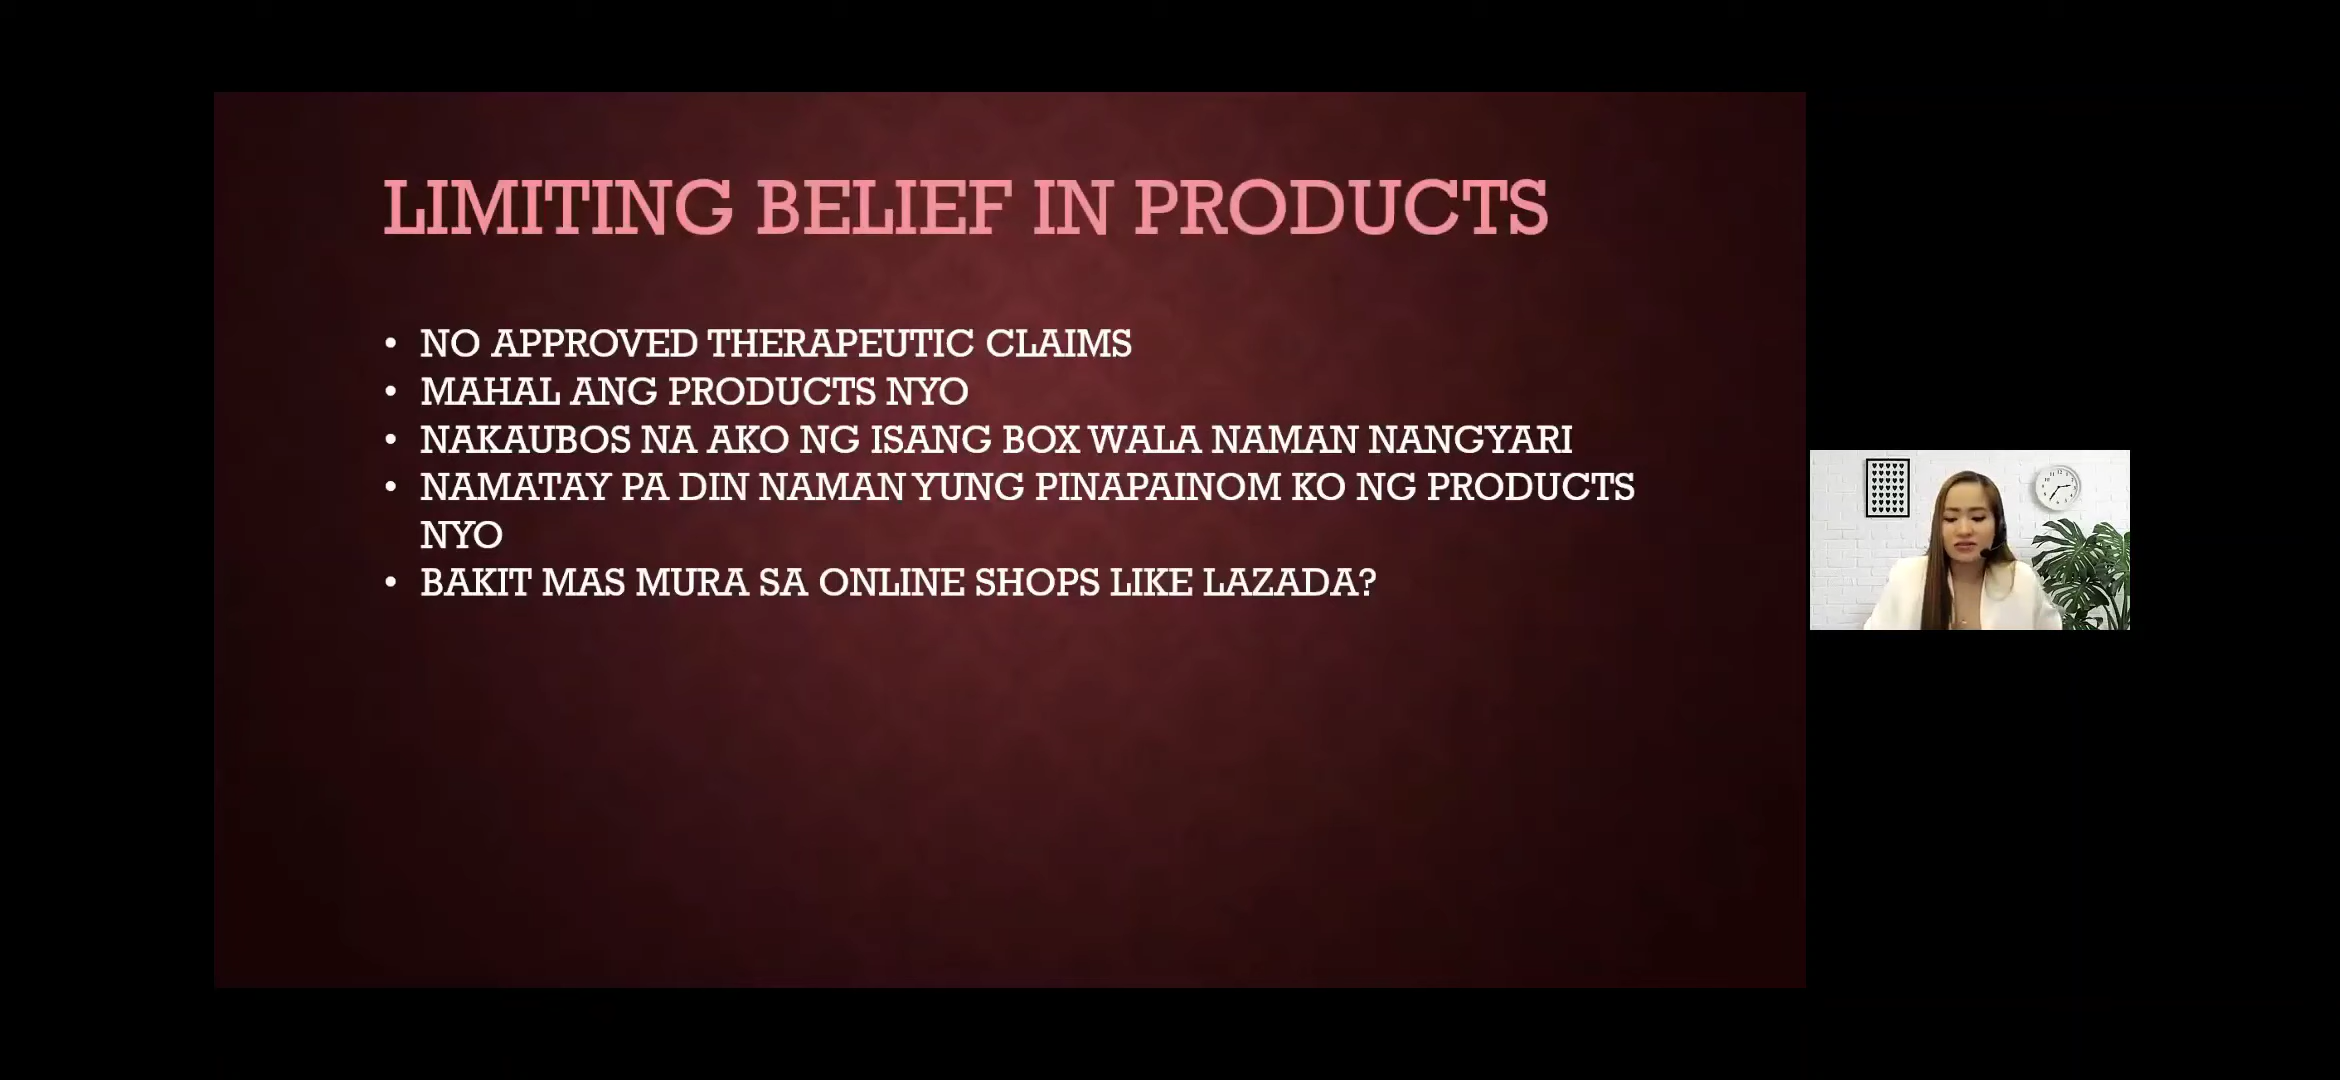 LIMITING BELIEF IN PRODUCTS
• NO APPROVED THERAPEUTIC CLAIMS
• MAHAL ANG PRODUCTS NYO
• NAKAUBOS NA AKO NG ISANG BOX WALA NAMAN NANGYARI
• NAMATAY PA DIN NAMAN YUNG PINAPAINOM KO NG PRODUCTS
NYO
• BAKIT MAS MURA SA ONLINE SHOPS LIKE LAZADA?